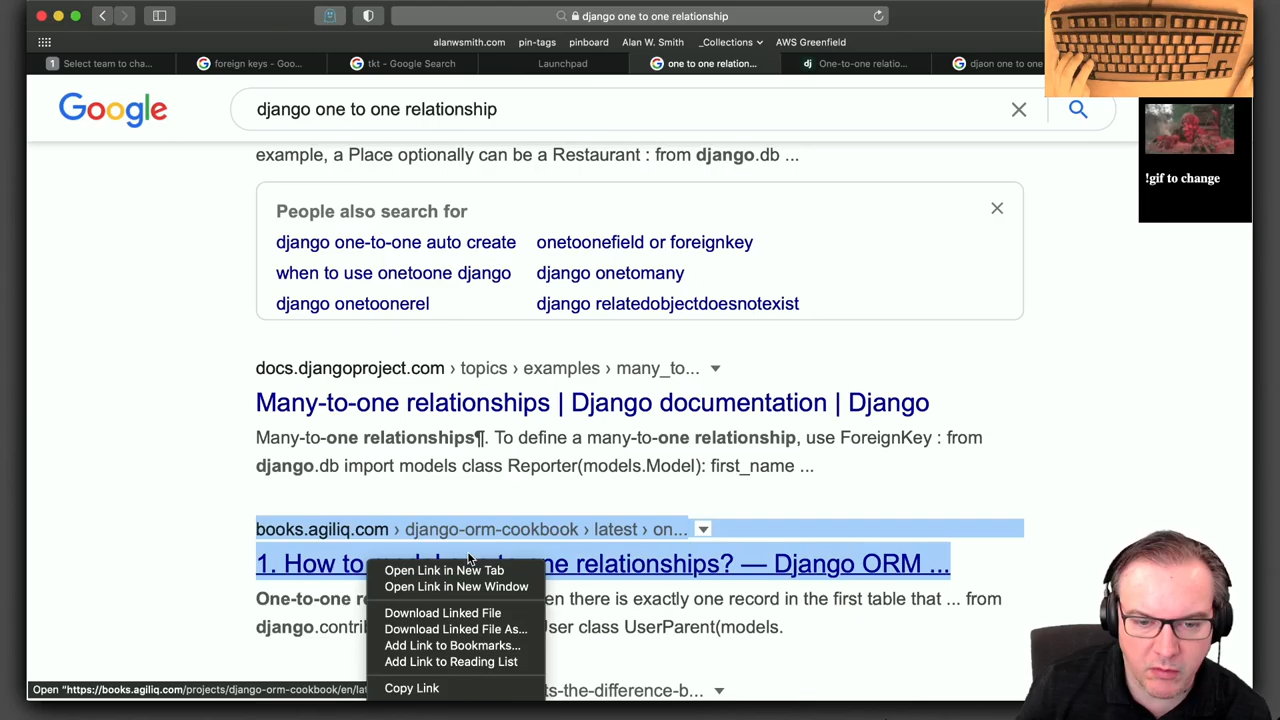 django one to one relationship
alanwsmith.com pin-tags pinboard Alan W. Smith _Collections AWS Greenfield
1 Select team to cha... foreign keys - Goo... tkt - Google Search Launchpad one to one relation... dj One-to-one relatio... djaon one to one
Google django one to one relationship
example, a Place optionally can be a Restaurant : from django.db ...
!gif to change
People also search for
django one-to-one auto create onetoonefield or foreignkey
when to use onetoone django django onetomany
django onetoonerel django relatedobjectdoesnotexist
docs.djangoproject.com › topics › examples › many_to...
Many-to-one relationships | Django documentation | Django
Many-to-one relationships¶. To define a many-to-one relationship, use ForeignKey : from
django.db import models class Reporter(models.Model): first_name ...
books.agiliq.com › django-orm-cookbook › latest › on...
1. How to one relationships? — Django ORM ...
Open Link in New Tab
Open Link in New Window
Download Linked File
Download Linked File As...
Add Link to Bookmarks...
Add Link to Reading List
Copy Link
One-to-one there is exactly one record in the first table that ... from
class UserParent(models.
Open "https://books.agiliq.com/projects/django-orm-cookbook/en/lat